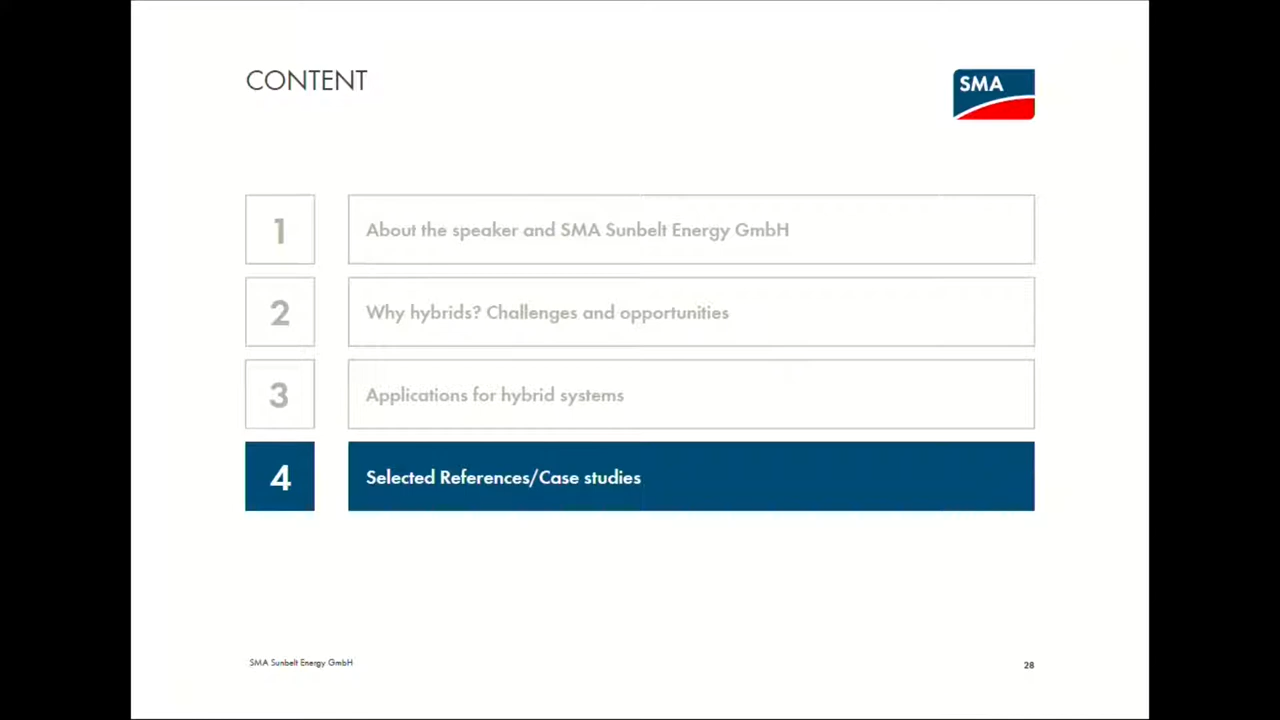 CONTENT
SMA
1
About the speaker and SMA Sunbelt Energy GmbH
2
Why hybrids? Challenges and opportunities
3
Applications for hybrid systems
4
Selected References/Case studies
SMA Sunbelt Energy GmbH
28